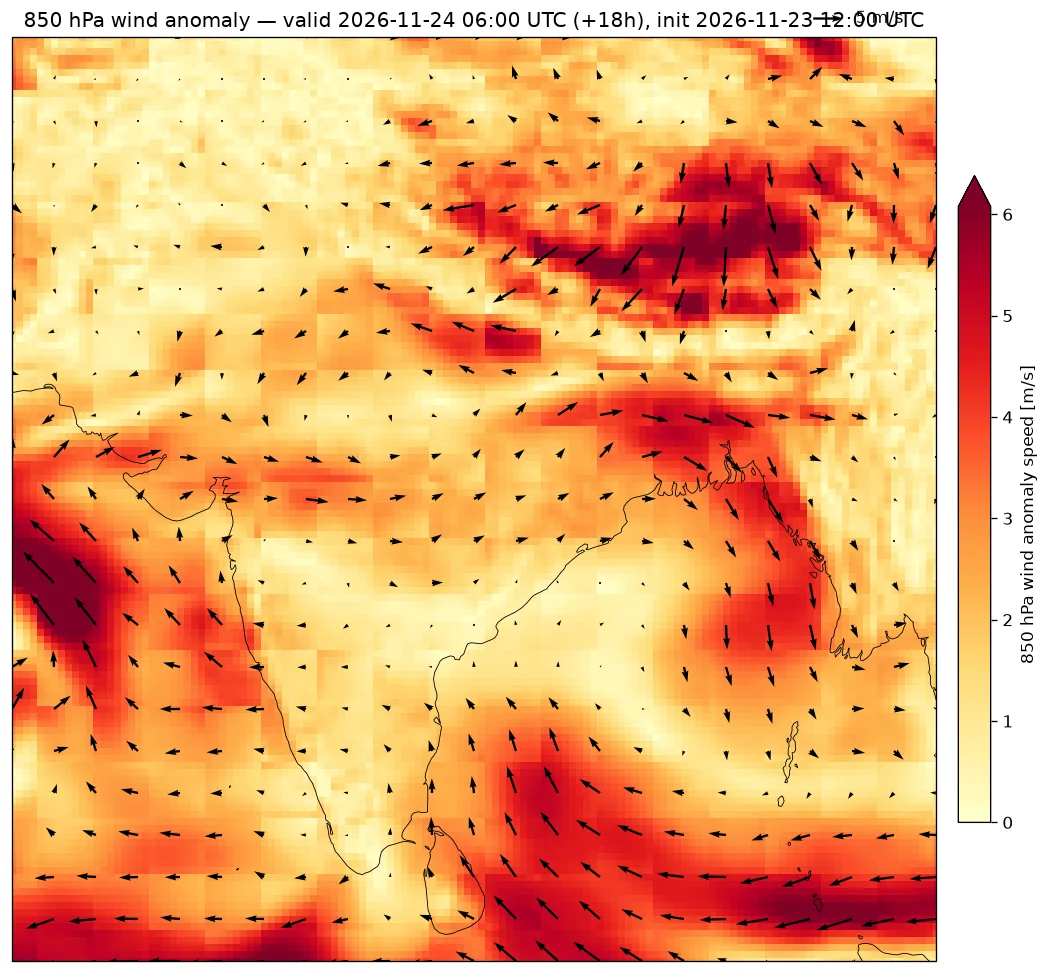 850 hPa wind anomaly — valid 2026-11-24 06:00 UTC (+18h), init 2026-11-23 12:00 UTC
5 m/s
6
5
4
3
2
1
0
850 hPa wind anomaly speed [m/s]